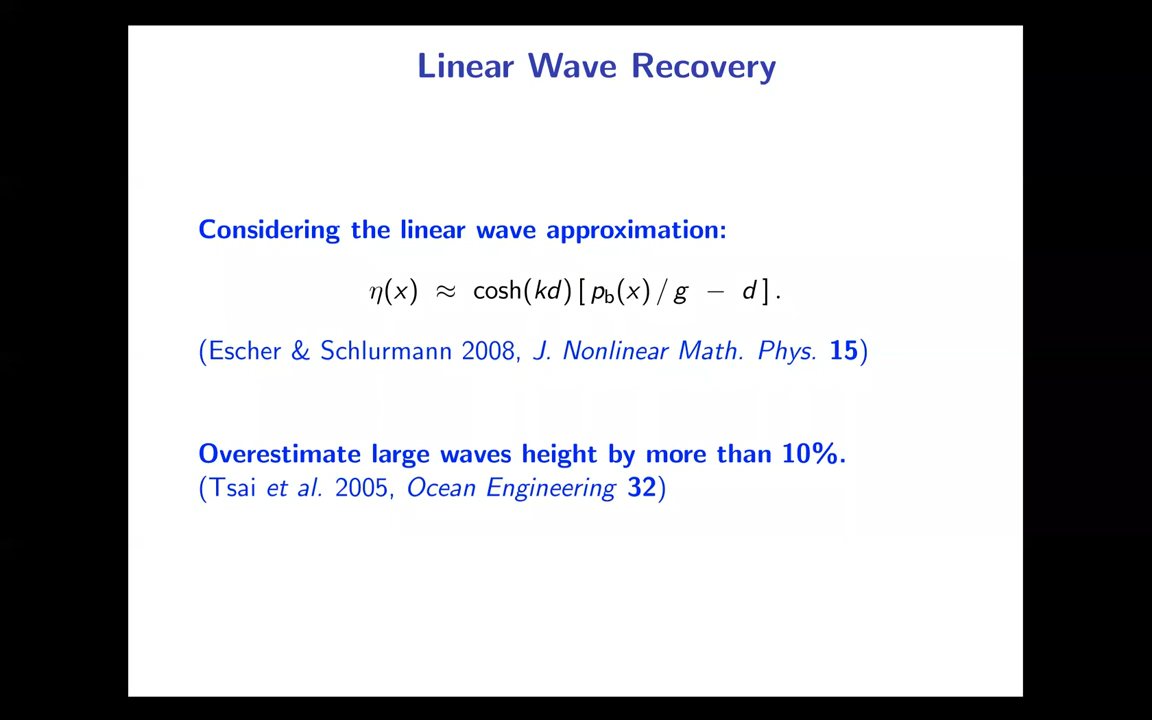 Linear Wave Recovery
Considering the linear wave approximation:
η(x) ≈ cosh(kd) [ p_b(x) / g − d ] .
(Escher & Schlurmann 2008, J. Nonlinear Math. Phys. 15)
Overestimate large waves height by more than 10%.
(Tsai et al. 2005, Ocean Engineering 32)